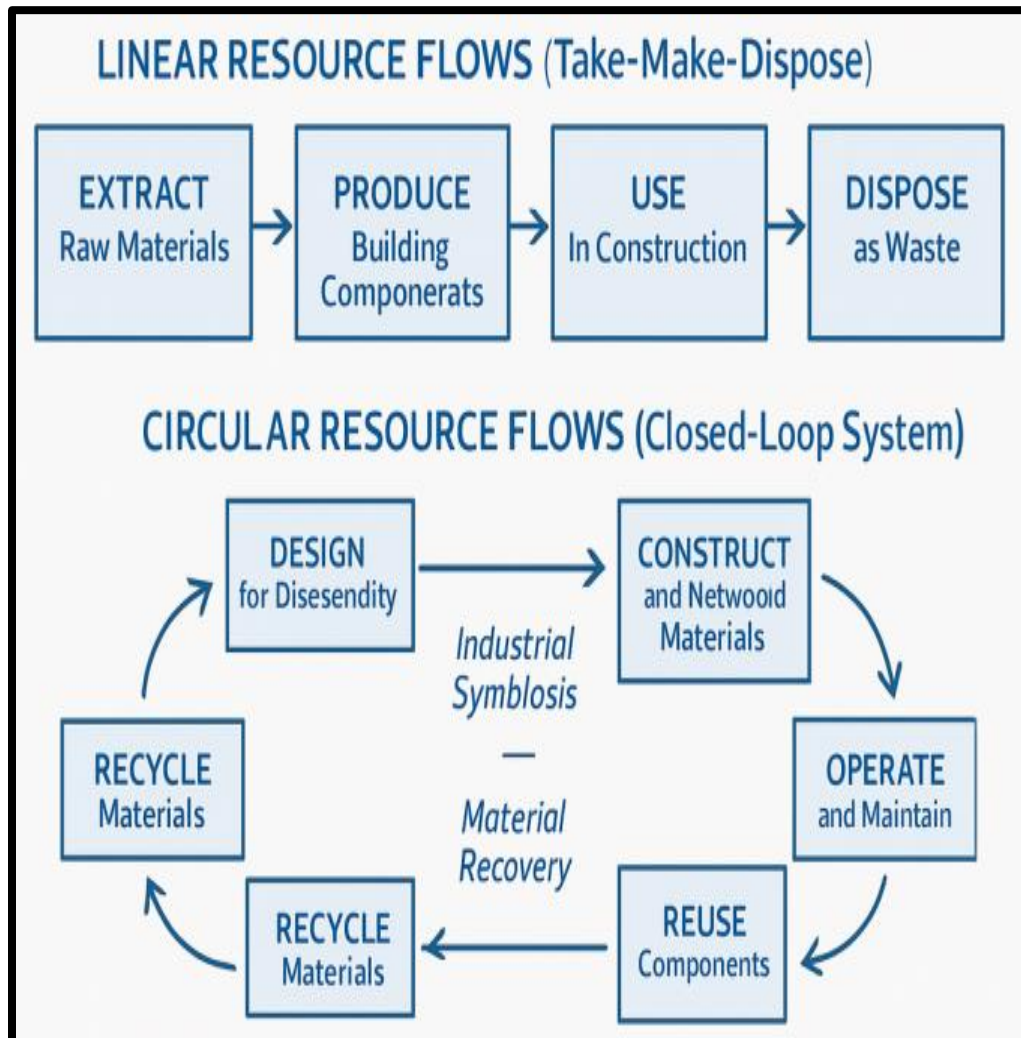 LINEAR RESOURCE FLOWS (Take-Make-Dispose)
EXTRACT
Raw Materials
PRODUCE
Building
Componerats
USE
In Construction
DISPOSE
as Waste
CIRCULAR RESOURCE FLOWS (Closed-Loop System)
DESIGN
for Disesendity
CONSTRUCT
and Netwoood
Materials
Industrial
Symblosis
—
Material
Recovery
RECYCLE
Materials
OPERATE
and Maintain
RECYCLE
Materials
REUSE
Components